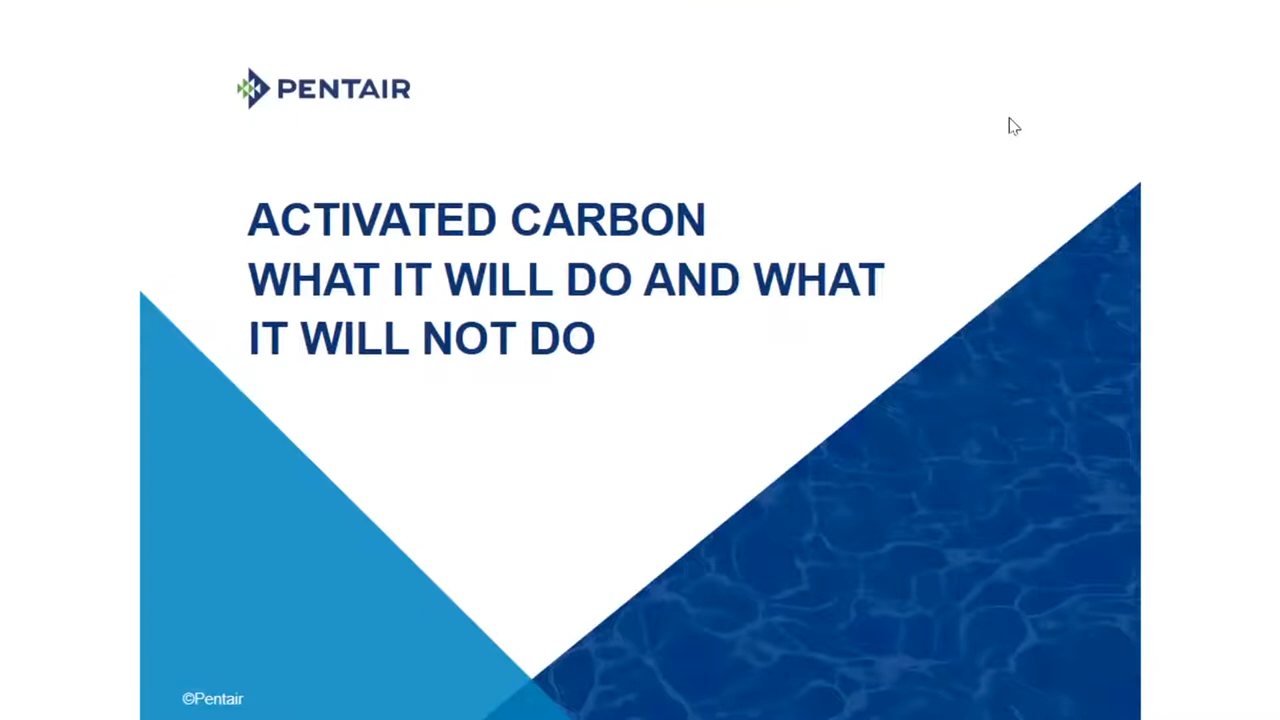 PENTAIR
ACTIVATED CARBON
WHAT IT WILL DO AND WHAT
IT WILL NOT DO
©Pentair